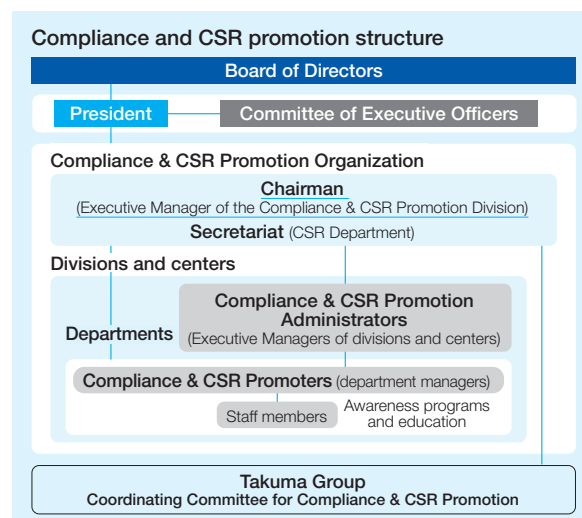 Compliance and CSR promotion structure
Board of Directors
President
Committee of Executive Officers
Compliance & CSR Promotion Organization
Chairman
(Executive Manager of the Compliance & CSR Promotion Division)
Secretariat (CSR Department)
Divisions and centers
Compliance & CSR Promotion
Administrators
(Executive Managers of divisions and centers)
Departments
Compliance & CSR Promoters (department managers)
Staff members
Awareness programs
and education
Takuma Group
Coordinating Committee for Compliance & CSR Promotion